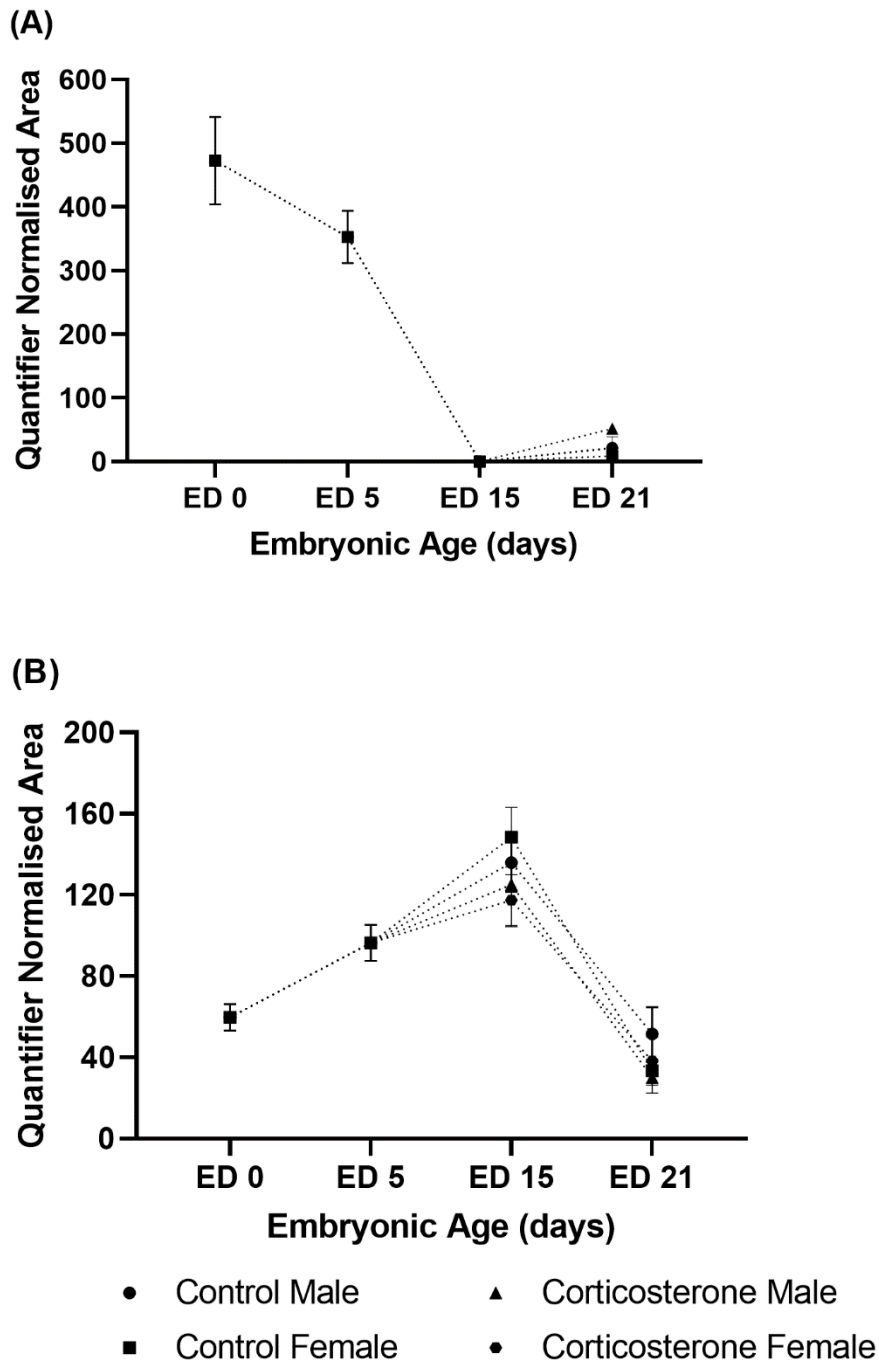 (A)
Quantifier Normalised Area
600
500
400
300
200
100
0
ED 0 ED 5 ED 15 ED 21
Embryonic Age (days)
(B)
Quantifier Normalised Area
200
160
120
80
40
0
ED 0 ED 5 ED 15 ED 21
Embryonic Age (days)
Control Male Corticosterone Male
Control Female Corticosterone Female